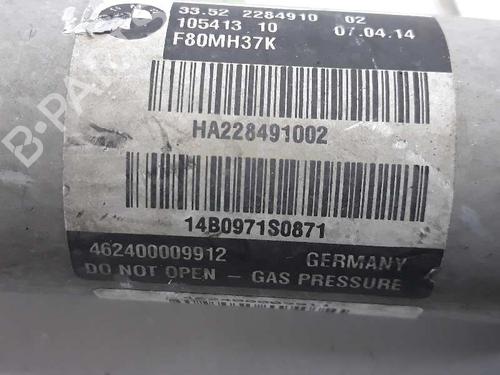 33.52 2284910 02
105413 10 07.04.14
F80MH37K
HA228491002
14B0971S0871
462400009912 GERMANY
DO NOT OPEN - GAS PRESSURE
B-PARTS